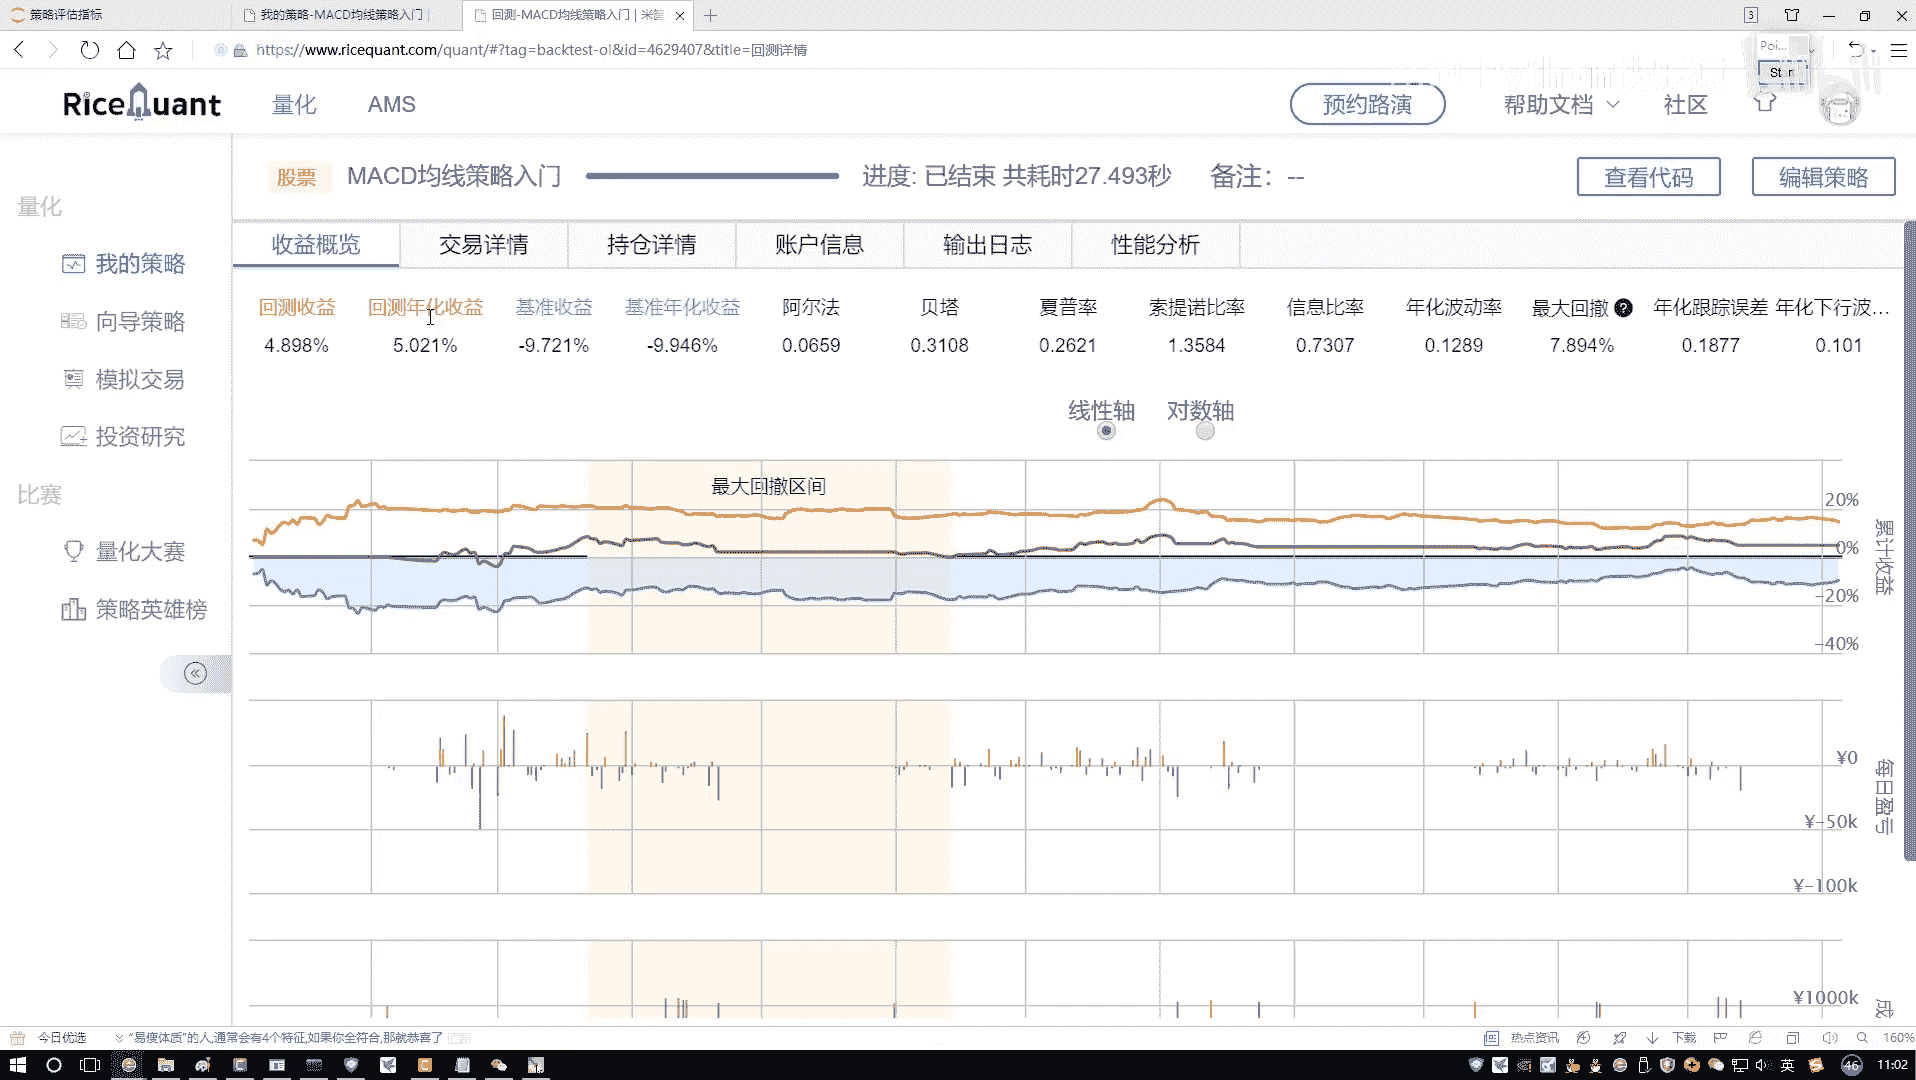 策略评估指标
我的策略-MACD均线策略入门
回测-MACD均线策略入门 | 米筐
3
https://www.ricequant.com/quant/#?tag=backtest-ol&id=4629407&title=回测详情
Poi...
Start
RiceQuant
量化
AMS
预约路演
帮助文档
社区
股票
MACD均线策略入门
进度: 已结束 共耗时27.493秒
备注: --
查看代码
编辑策略
量化
我的策略
向导策略
模拟交易
投资研究
比赛
量化大赛
策略英雄榜
收益概览
交易详情
持仓详情
账户信息
输出日志
性能分析
回测收益 回测年化收益 基准收益 基准年化收益 阿尔法 贝塔 夏普率 索提诺比率 信息比率 年化波动率 最大回撤 年化跟踪误差 年化下行波...
4.898% 5.021% -9.721% -9.946% 0.0659 0.3108 0.2621 1.3584 0.7307 0.1289 7.894% 0.1877 0.101
线性轴 对数轴
最大回撤区间
20%
0%
-20%
-40%
累计收益
¥0
¥-50k
¥-100k
每日盈亏
¥1000k
成
今日优选
“易瘦体质”的人,通常会有4个特征,如果你全符合,那就恭喜了
热点资讯
下载
160%
英
46
11:02